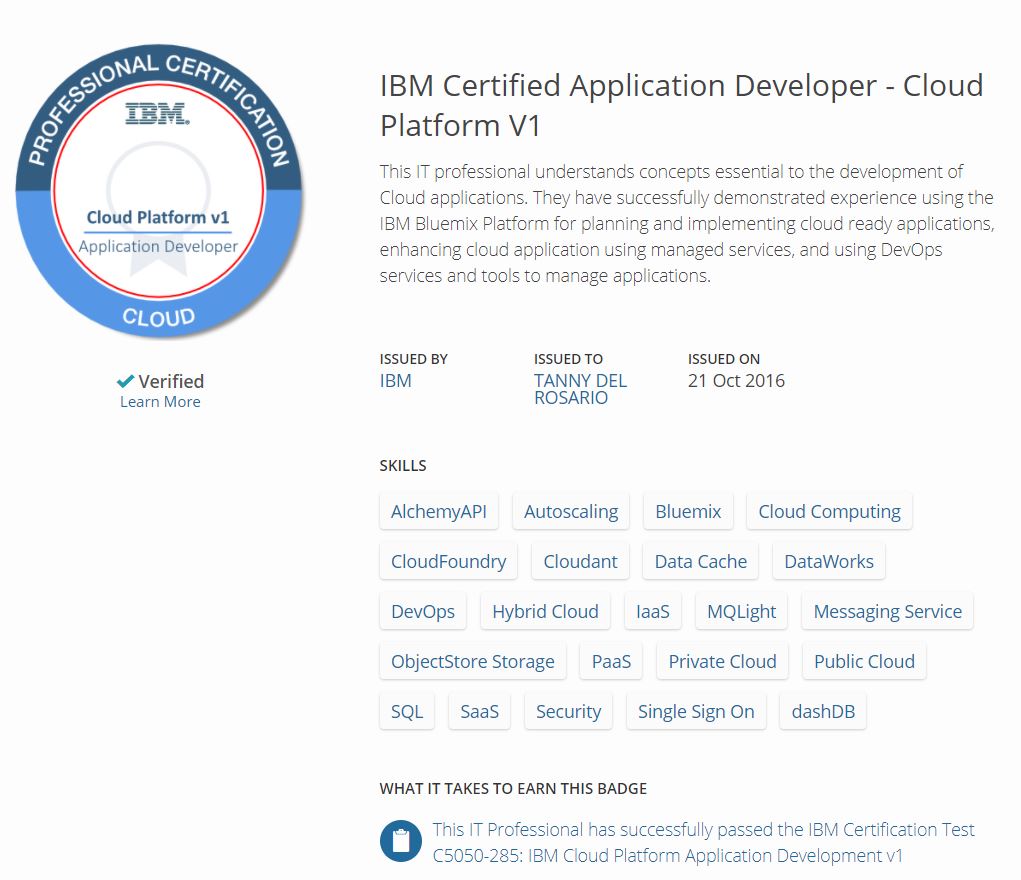 PROFESSIONAL CERTIFICATION
IBM®
Cloud Platform v1
Application Developer
CLOUD
Verified
Learn More
IBM Certified Application Developer - Cloud
Platform V1
This IT professional understands concepts essential to the development of
Cloud applications. They have successfully demonstrated experience using the
IBM Bluemix Platform for planning and implementing cloud ready applications,
enhancing cloud application using managed services, and using DevOps
services and tools to manage applications.
ISSUED BY ISSUED TO ISSUED ON
IBM TANNY DEL 21 Oct 2016
ROSARIO
SKILLS
AlchemyAPI Autoscaling Bluemix Cloud Computing
CloudFoundry Cloudant Data Cache DataWorks
DevOps Hybrid Cloud IaaS MQLight Messaging Service
ObjectStore Storage PaaS Private Cloud Public Cloud
SQL SaaS Security Single Sign On dashDB
WHAT IT TAKES TO EARN THIS BADGE
This IT Professional has successfully passed the IBM Certification Test
C5050-285: IBM Cloud Platform Application Development v1